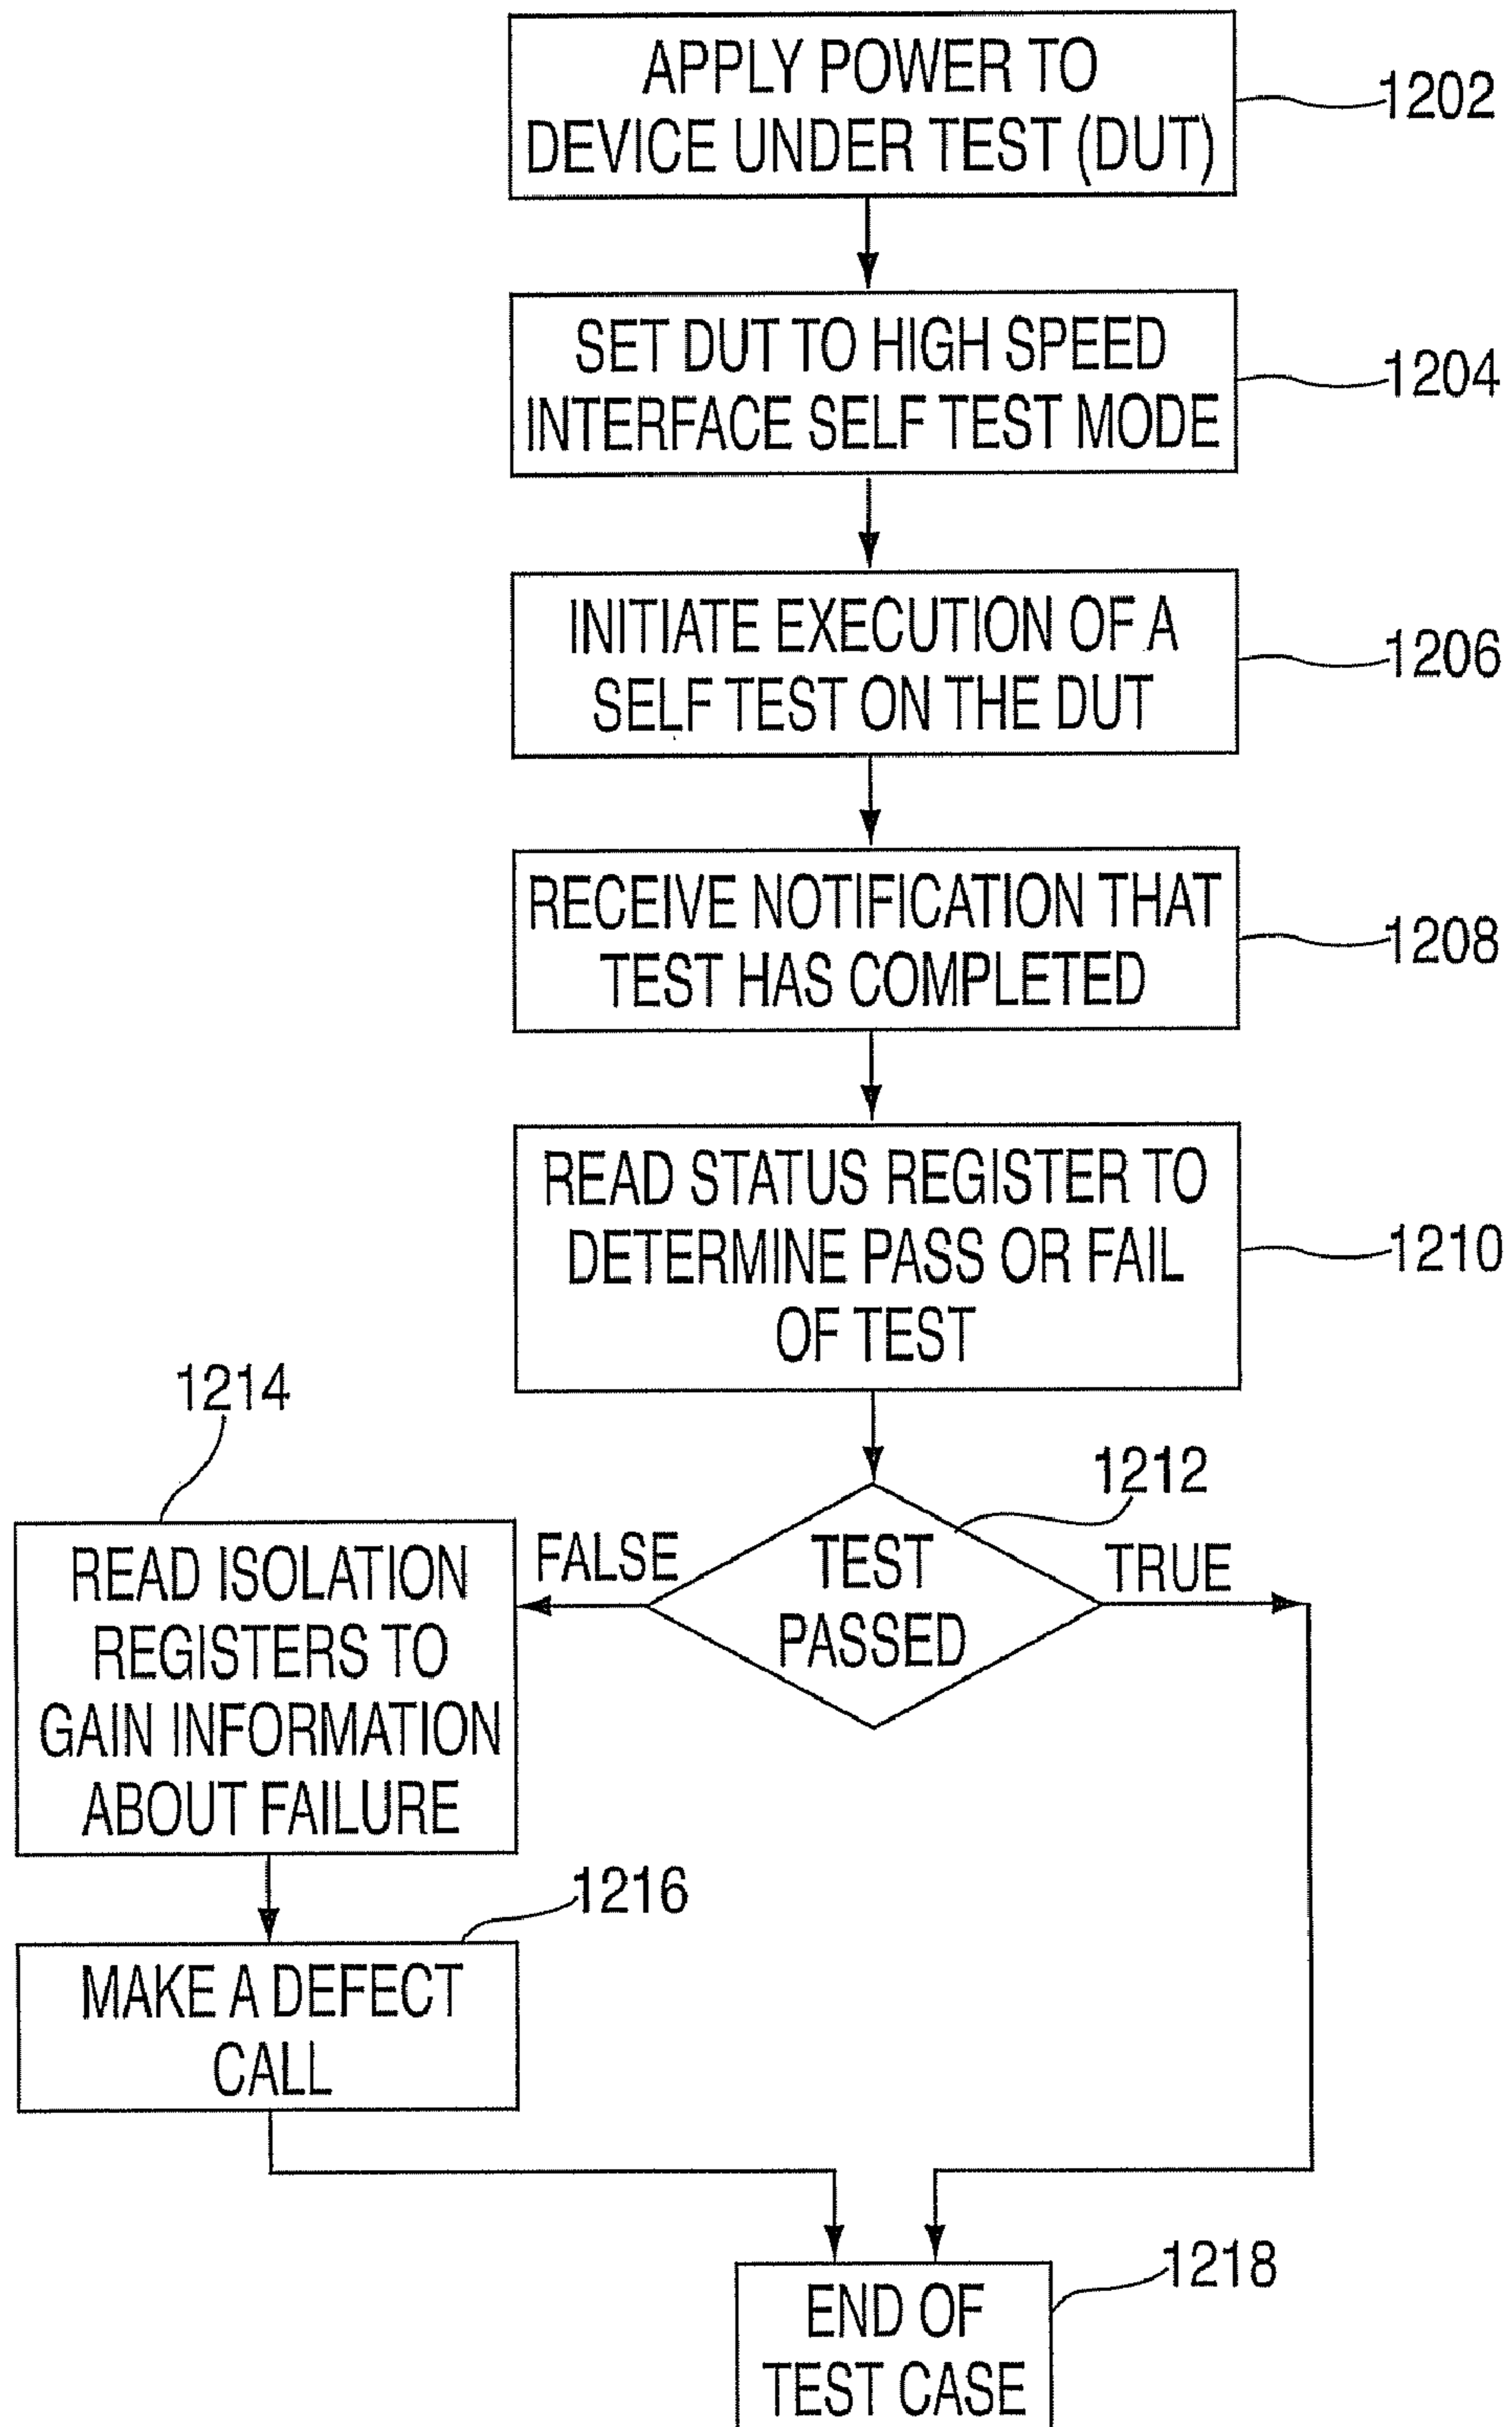 APPLY POWER TO
DEVICE UNDER TEST (DUT)
1202
SET DUT TO HIGH SPEED
INTERFACE SELF TEST MODE
1204
INITIATE EXECUTION OF A
SELF TEST ON THE DUT
1206
RECEIVE NOTIFICATION THAT
TEST HAS COMPLETED
1208
READ STATUS REGISTER TO
DETERMINE PASS OR FAIL
OF TEST
1210
1212
TEST
PASSED
FALSE
TRUE
1214
READ ISOLATION
REGISTERS TO
GAIN INFORMATION
ABOUT FAILURE
1216
MAKE A DEFECT
CALL
1218
END OF
TEST CASE